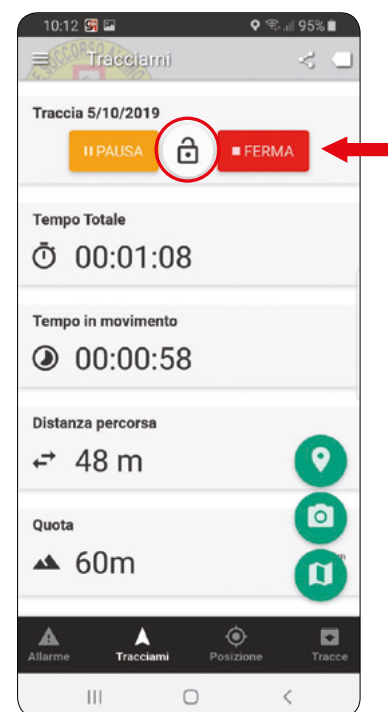 10:12 95%
SOCCORSO
Tracciami
Traccia 5/10/2019
PAUSA FERMA
Tempo Totale
00:01:08
Tempo in movimento
00:00:58
Distanza percorsa
48 m
Quota
60m
m
Allarme Tracciami Posizione Tracce